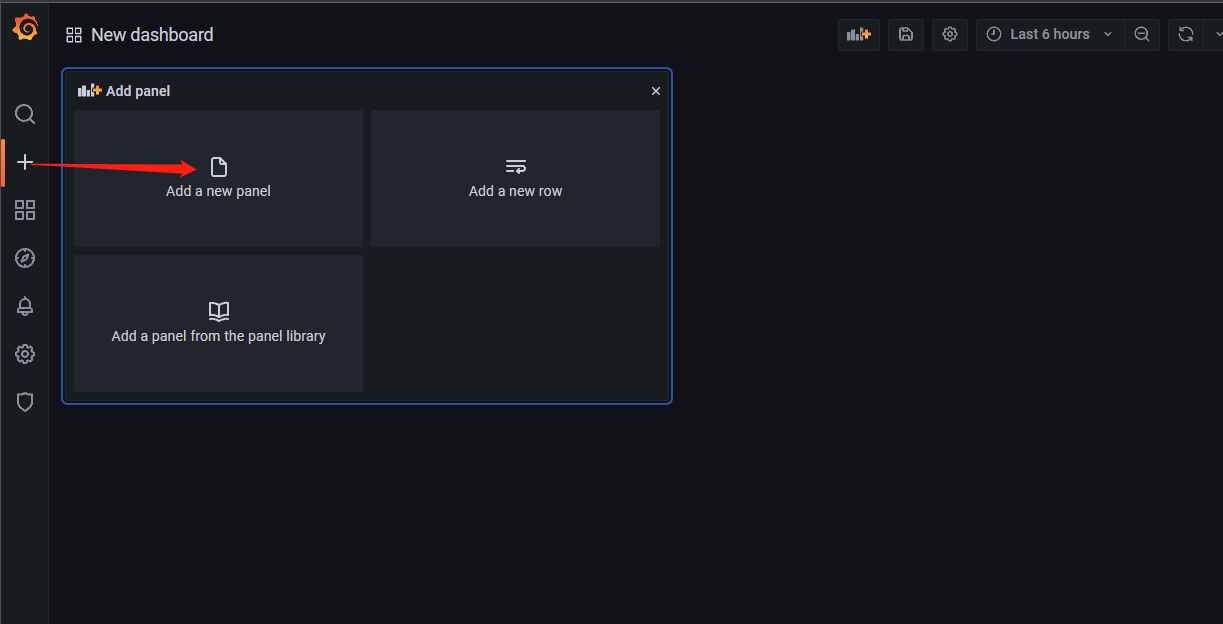 New dashboard
Last 6 hours
Add panel
Add a new panel
Add a new row
Add a panel from the panel library